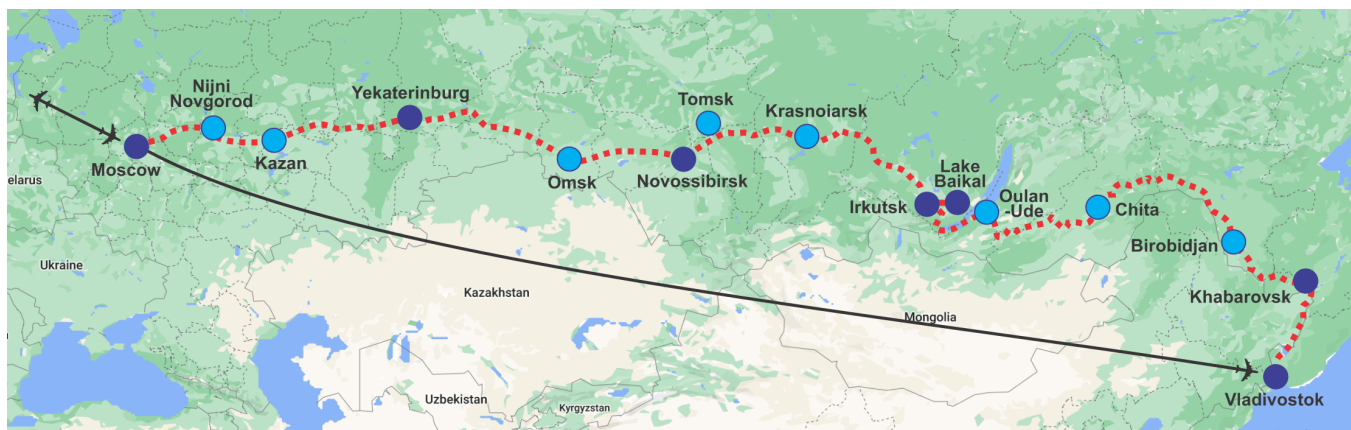 Nijni
Novgorod
Yekaterinburg
Tomsk
Krasnoiarsk
Moscow
Kazan
Omsk
Novossibirsk
Lake
Baikal
Irkutsk
Oulan
-Ude
Chita
Birobidjan
Khabarovsk
Vladivostok
elarus
Ukraine
Kazakhstan
Mongolia
Uzbekistan
Kyrgyzstan